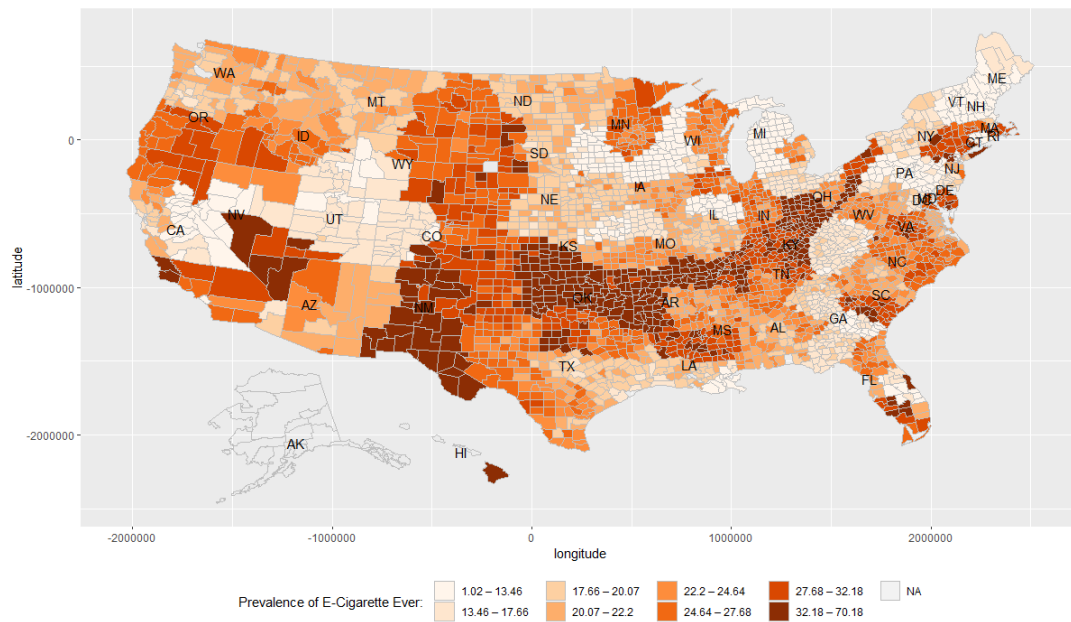 WA
MT
ND
ME
VT
NH
OR
ID
MN
WI
MI
NY
MA
RI
CT
0
WY
SD
PA
NJ
NE
IA
OH
DE
MD
NV
UT
IL
IN
WV
CA
CO
KS
MO
KY
VA
latitude
NC
TN
-1000000
AZ
NM
OK
AR
SC
GA
MS
AL
TX
LA
FL
-2000000
AK
HI
-2000000
-1000000
0
1000000
2000000
longitude
Prevalence of E-Cigarette Ever:
1.02 – 13.46
13.46 – 17.66
17.66 – 20.07
20.07 – 22.2
22.2 – 24.64
24.64 – 27.68
27.68 – 32.18
32.18 – 70.18
NA